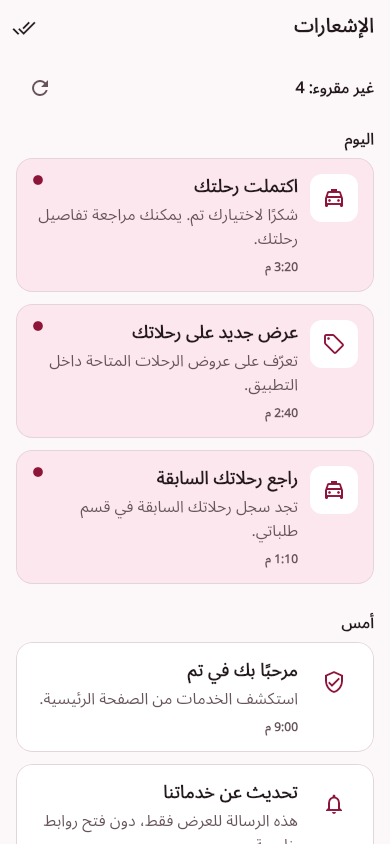 الإشعارات
غير مقروء: 4
اليوم
اكتملت رحلتك
شكرًا لاختيارك تم. يمكنك مراجعة تفاصيل
رحلتك.
3:20 م
عرض جديد على رحلاتك
تعرّف على عروض الرحلات المتاحة داخل
التطبيق.
2:40 م
راجع رحلاتك السابقة
تجد سجل رحلاتك السابقة في قسم
طلباتي.
1:10 م
أمس
مرحبًا بك في تم
استكشف الخدمات من الصفحة الرئيسية.
9:00 م
تحديث عن خدماتنا
هذه الرسالة للعرض فقط، دون فتح روابط